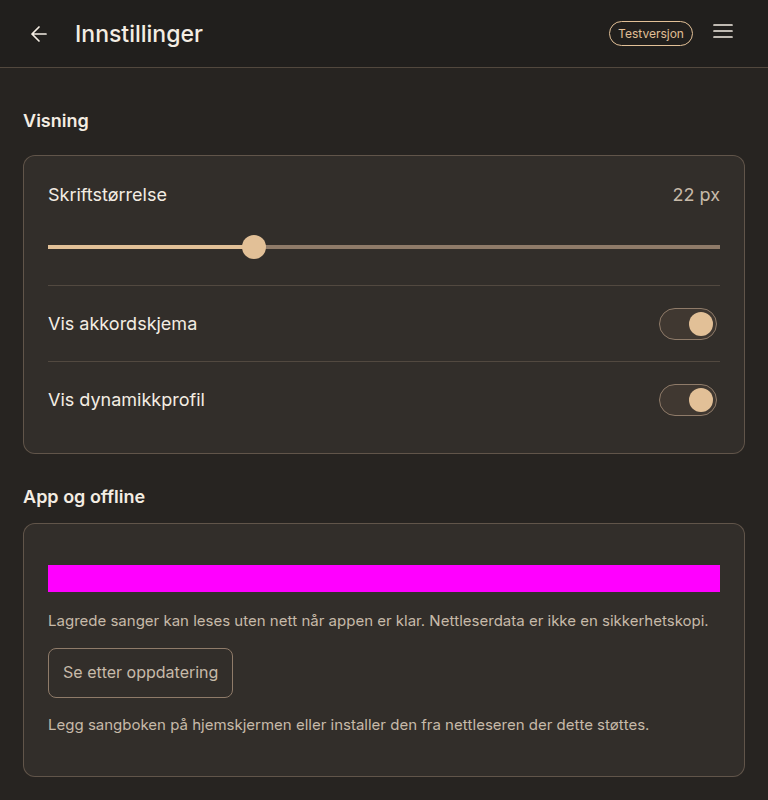 Innstillinger
Testversjon
Visning
Skriftstørrelse
22 px
Vis akkordskjema
Vis dynamikkprofil
App og offline
Lagrede sanger kan leses uten nett når appen er klar. Nettleserdata er ikke en sikkerhetskopi.
Se etter oppdatering
Legg sangboken på hjemskjermen eller installer den fra nettleseren der dette støttes.